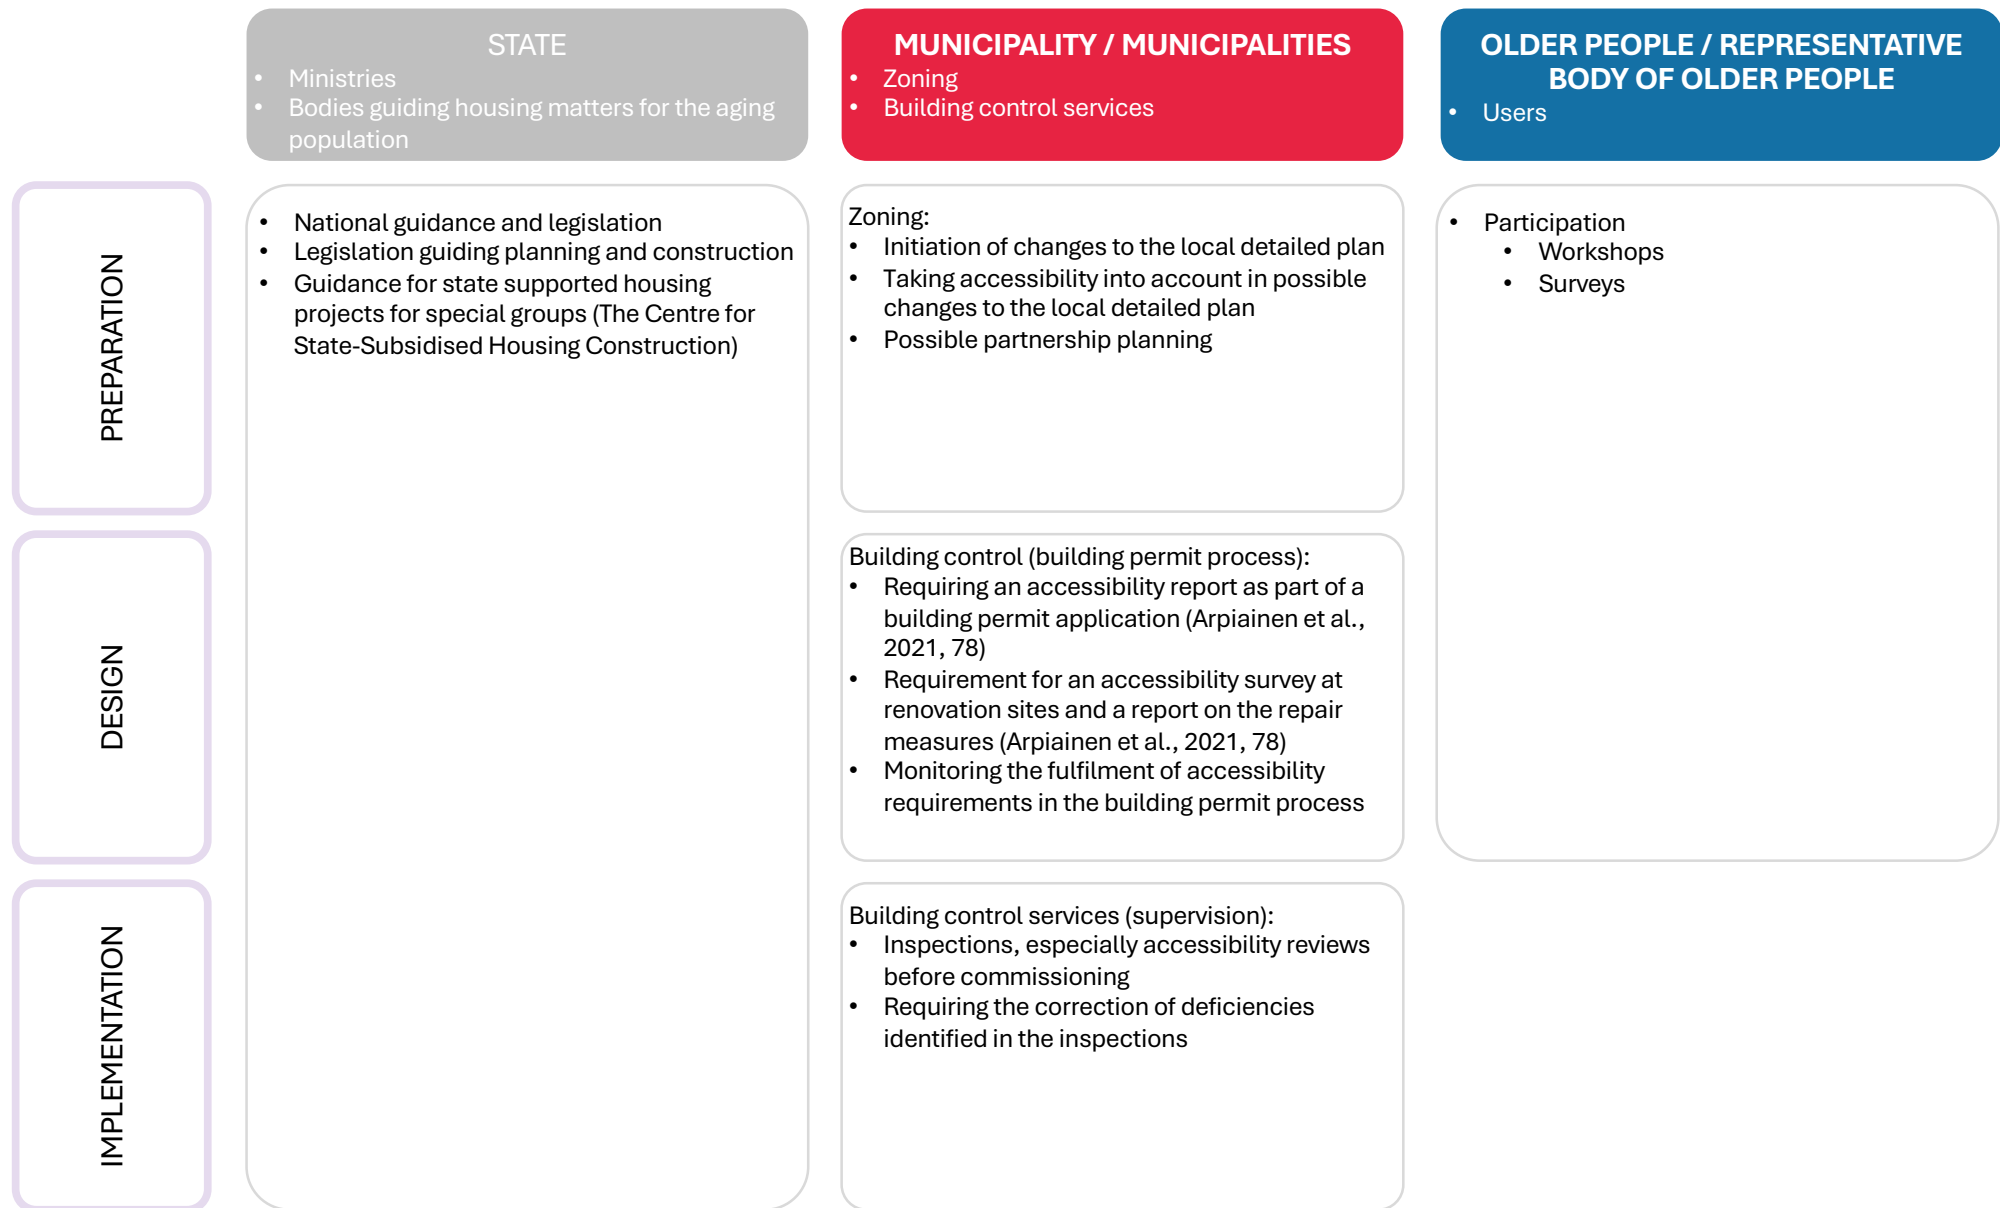 STATE
• Ministries
• Bodies guiding housing matters for the aging
population
MUNICIPALITY / MUNICIPALITIES
• Zoning
• Building control services
OLDER PEOPLE / REPRESENTATIVE
BODY OF OLDER PEOPLE
• Users
PREPARATION
• National guidance and legislation
• Legislation guiding planning and construction
• Guidance for state supported housing
projects for special groups (The Centre for
State-Subsidised Housing Construction)
Zoning:
• Initiation of changes to the local detailed plan
• Taking accessibility into account in possible
changes to the local detailed plan
• Possible partnership planning
• Participation
• Workshops
• Surveys
DESIGN
Building control (building permit process):
• Requiring an accessibility report as part of a
building permit application (Arpiainen et al.,
2021, 78)
• Requirement for an accessibility survey at
renovation sites and a report on the repair
measures (Arpiainen et al., 2021, 78)
• Monitoring the fulfilment of accessibility
requirements in the building permit process
IMPLEMENTATION
Building control services (supervision):
• Inspections, especially accessibility reviews
before commissioning
• Requiring the correction of deficiencies
identified in the inspections